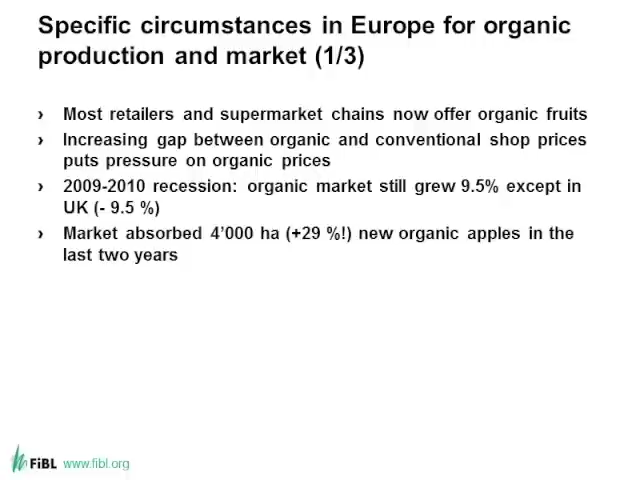 Specific circumstances in Europe for organic
production and market (1/3)
› Most retailers and supermarket chains now offer organic fruits
› Increasing gap between organic and conventional shop prices
puts pressure on organic prices
› 2009-2010 recession: organic market still grew 9.5% except in
UK (- 9.5 %)
› Market absorbed 4’000 ha (+29 %!) new organic apples in the
last two years
FiBL www.fibl.org